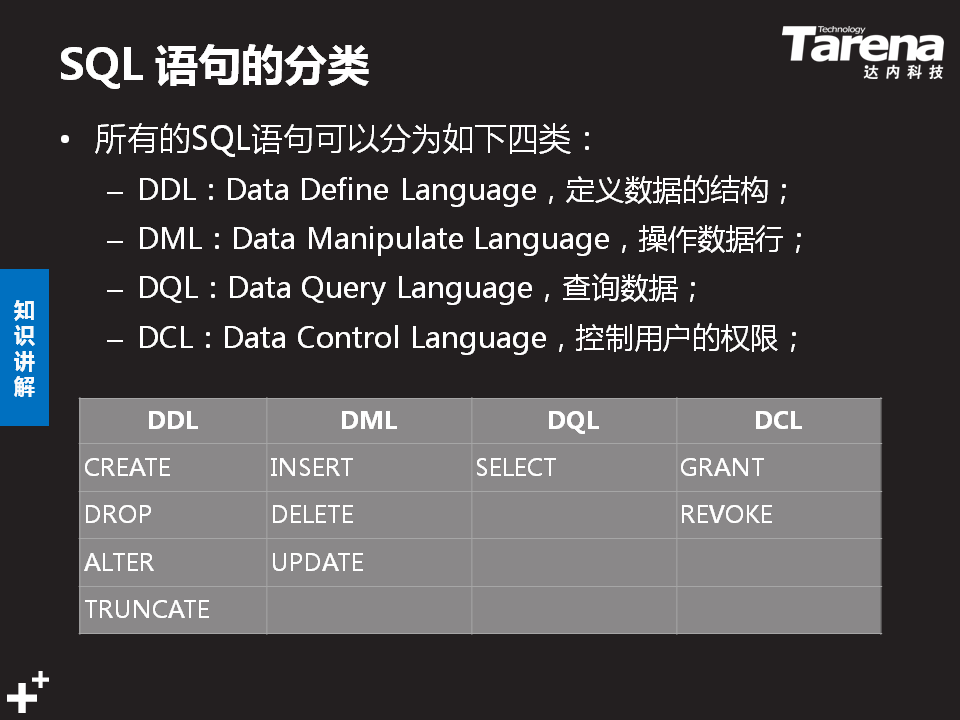 SQL 语句的分类
Technology
Tarena
达内科技
• 所有的SQL语句可以分为如下四类：
– DDL：Data Define Language，定义数据的结构；
– DML：Data Manipulate Language，操作数据行；
– DQL：Data Query Language，查询数据；
– DCL：Data Control Language，控制用户的权限；
知识讲解
DDL DML DQL DCL
CREATE INSERT SELECT GRANT
DROP DELETE REVOKE
ALTER UPDATE
TRUNCATE